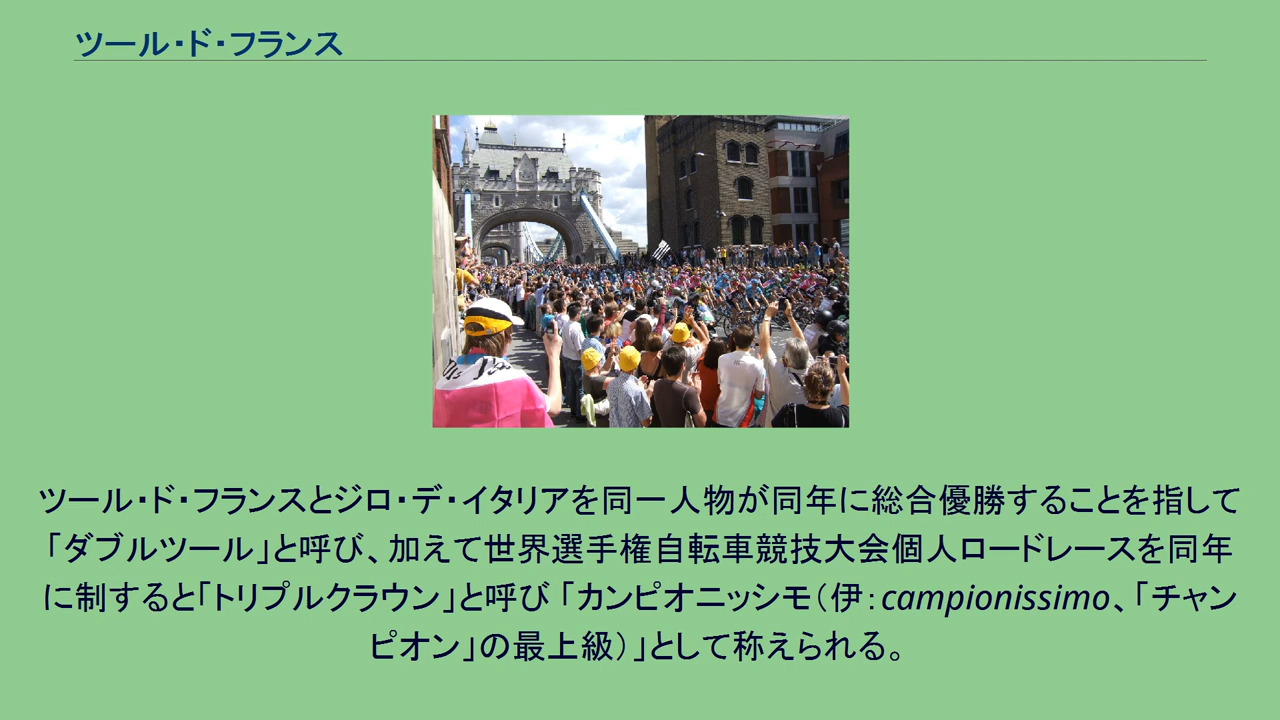 ツール・ド・フランス
ツール・ド・フランスとジロ・デ・イタリアを同一人物が同年に総合優勝することを指して
「ダブルツール」と呼び、加えて世界選手権自転車競技大会個人ロードレースを同年
に制すると「トリプルクラウン」と呼び 「カンピオニッシモ（伊：campionissimo、「チャン
ピオン」の最上級）」として称えられる。